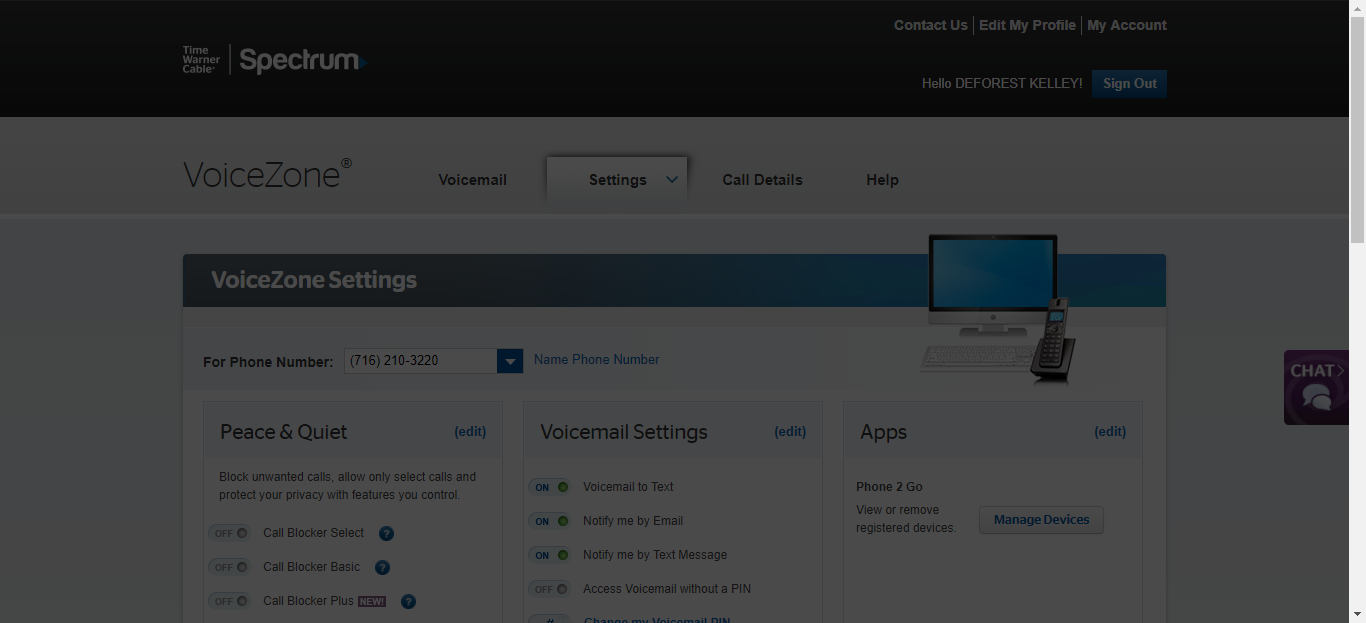 Contact Us | Edit My Profile | My Account
Time
Warner
Cable
Spectrum
Hello DEFOREST KELLEY!
Sign Out
VoiceZone®
Voicemail
Settings
Call Details
Help
VoiceZone Settings
For Phone Number:
(716) 210-3220
Name Phone Number
CHAT
Peace & Quiet
(edit)
Block unwanted calls, allow only select calls and
protect your privacy with features you control.
OFF
Call Blocker Select
?
OFF
Call Blocker Basic
?
OFF
Call Blocker Plus NEW!
?
Voicemail Settings
(edit)
ON
Voicemail to Text
ON
Notify me by Email
ON
Notify me by Text Message
OFF
Access Voicemail without a PIN
#
Change my Voicemail PIN
Apps
(edit)
Phone 2 Go
View or remove
registered devices.
Manage Devices